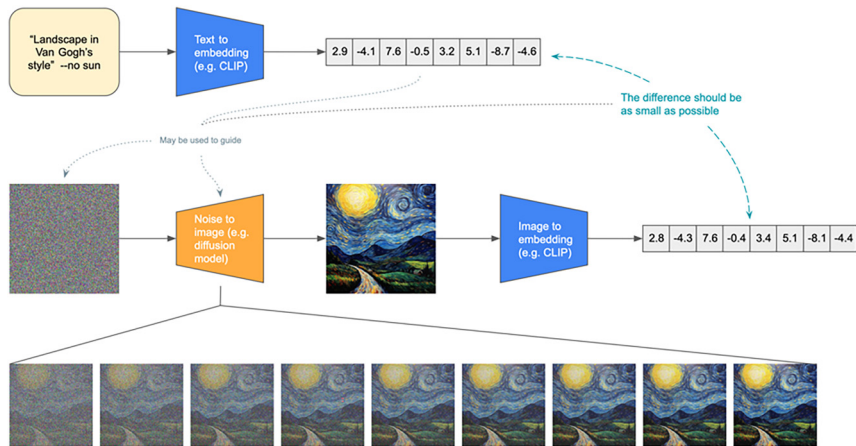 "Landscape in
Van Gogh's
style" --no sun
Text to
embedding
(e.g. CLIP)
2.9 -4.1 7.6 -0.5 3.2 5.1 -8.7 -4.6
The difference should be
as small as possible
May be used to guide
Noise to
image (e.g.
diffusion
model)
Image to
embedding
(e.g. CLIP)
2.8 -4.3 7.6 -0.4 3.4 5.1 -8.1 -4.4